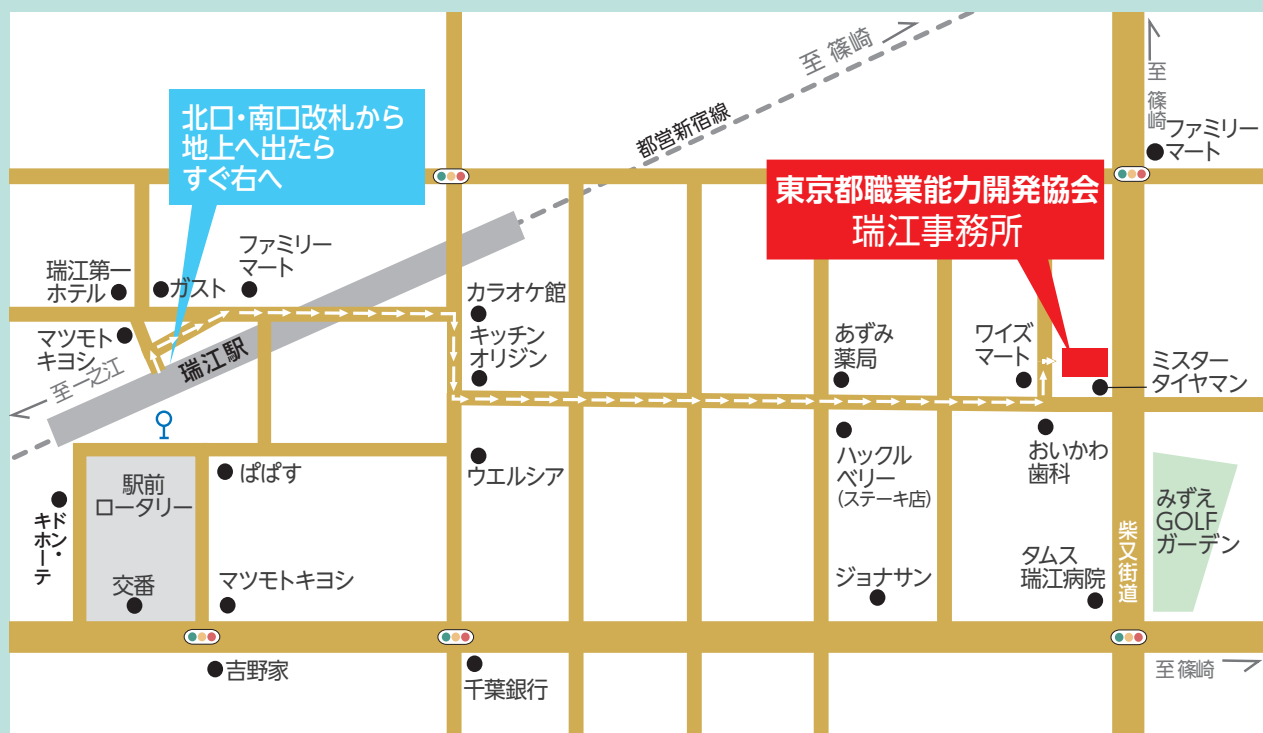 至 篠崎
至 篠崎
北口・南口改札から
地上へ出たら
すぐ右へ
都営新宿線
ファミリー
マート
東京都職業能力開発協会
瑞江事務所
瑞江第一
ホテル
ガスト
ファミリー
マート
カラオケ館
マツモト
キヨシ
瑞江駅
キッチン
オリジン
あずみ
薬局
ワイズ
マート
ミスター
タイヤマン
至 一之江
ぱぱす
ウエルシア
ハックル
ベリー
(ステーキ店)
おいかわ
歯科
駅前
ロータリー
ドン・
キホーテ
みずえ
GOLF
ガーデン
柴又街道
交番
マツモトキヨシ
ジョナサン
タムス
瑞江病院
吉野家
千葉銀行
至 篠崎